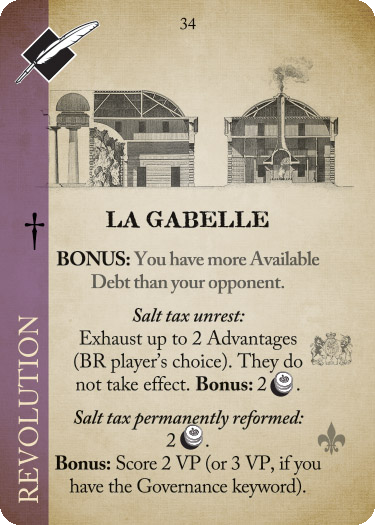 34
LA GABELLE
BONUS: You have more Available
Debt than your opponent.
Salt tax unrest:
Exhaust up to 2 Advantages
(BR player's choice). They do
not take effect. Bonus: 2 .
Salt tax permanently reformed:
2 .
Bonus: Score 2 VP (or 3 VP, if you
have the Governance keyword).
REVOLUTION